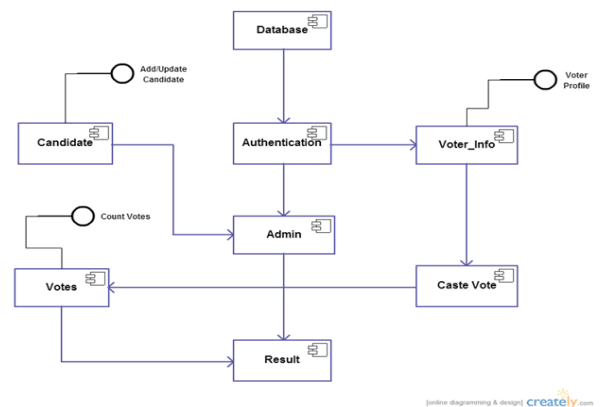 Database
Add/Update
Candidate
Voter
Profile
Candidate
Authentication
Voter_Info
Count Votes
Admin
Votes
Caste Vote
Result
[online diagramming & design] creately.com